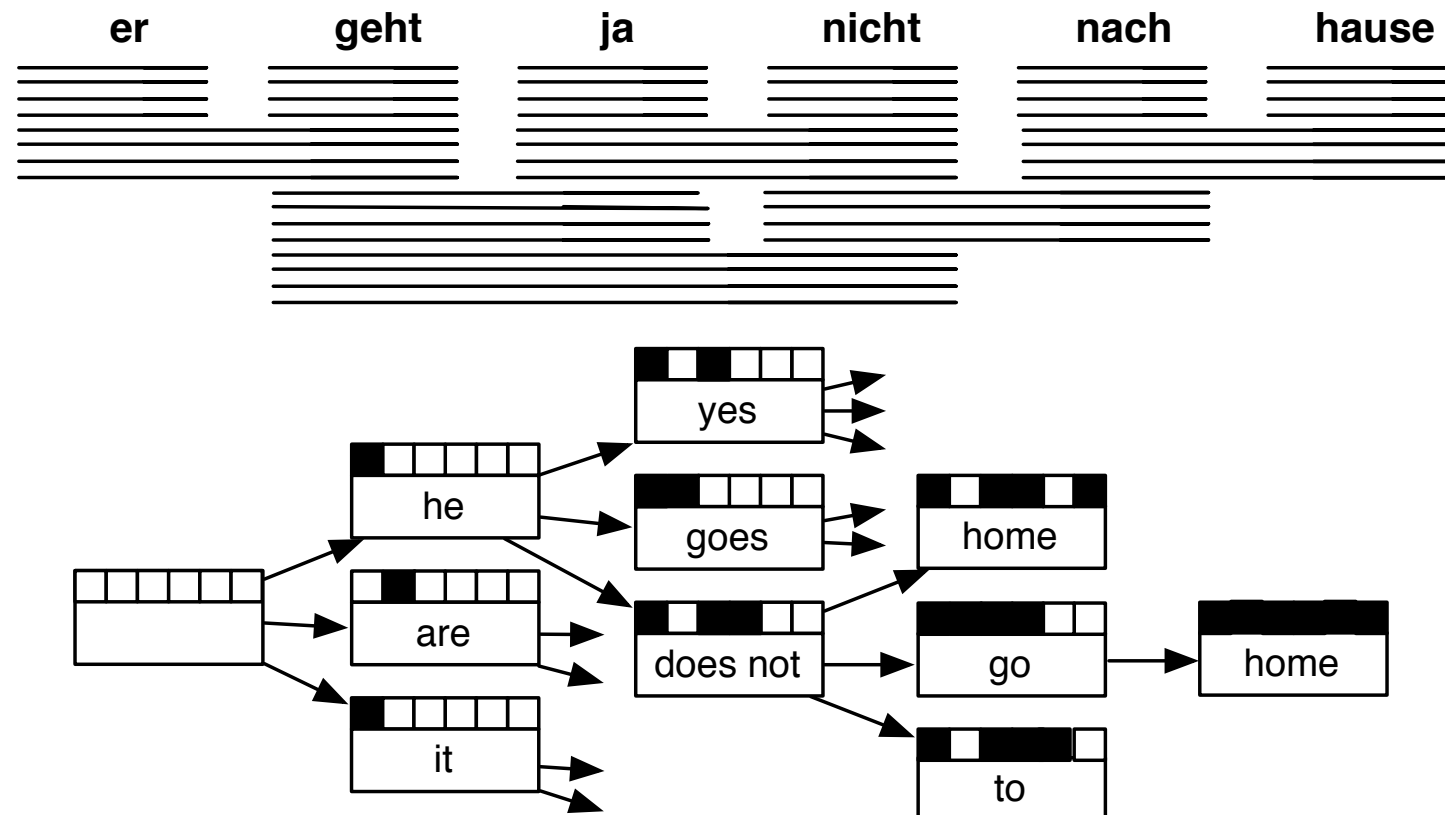 er geht ja nicht nach hause
yes
he
goes
home
are
does not
go
home
it
to